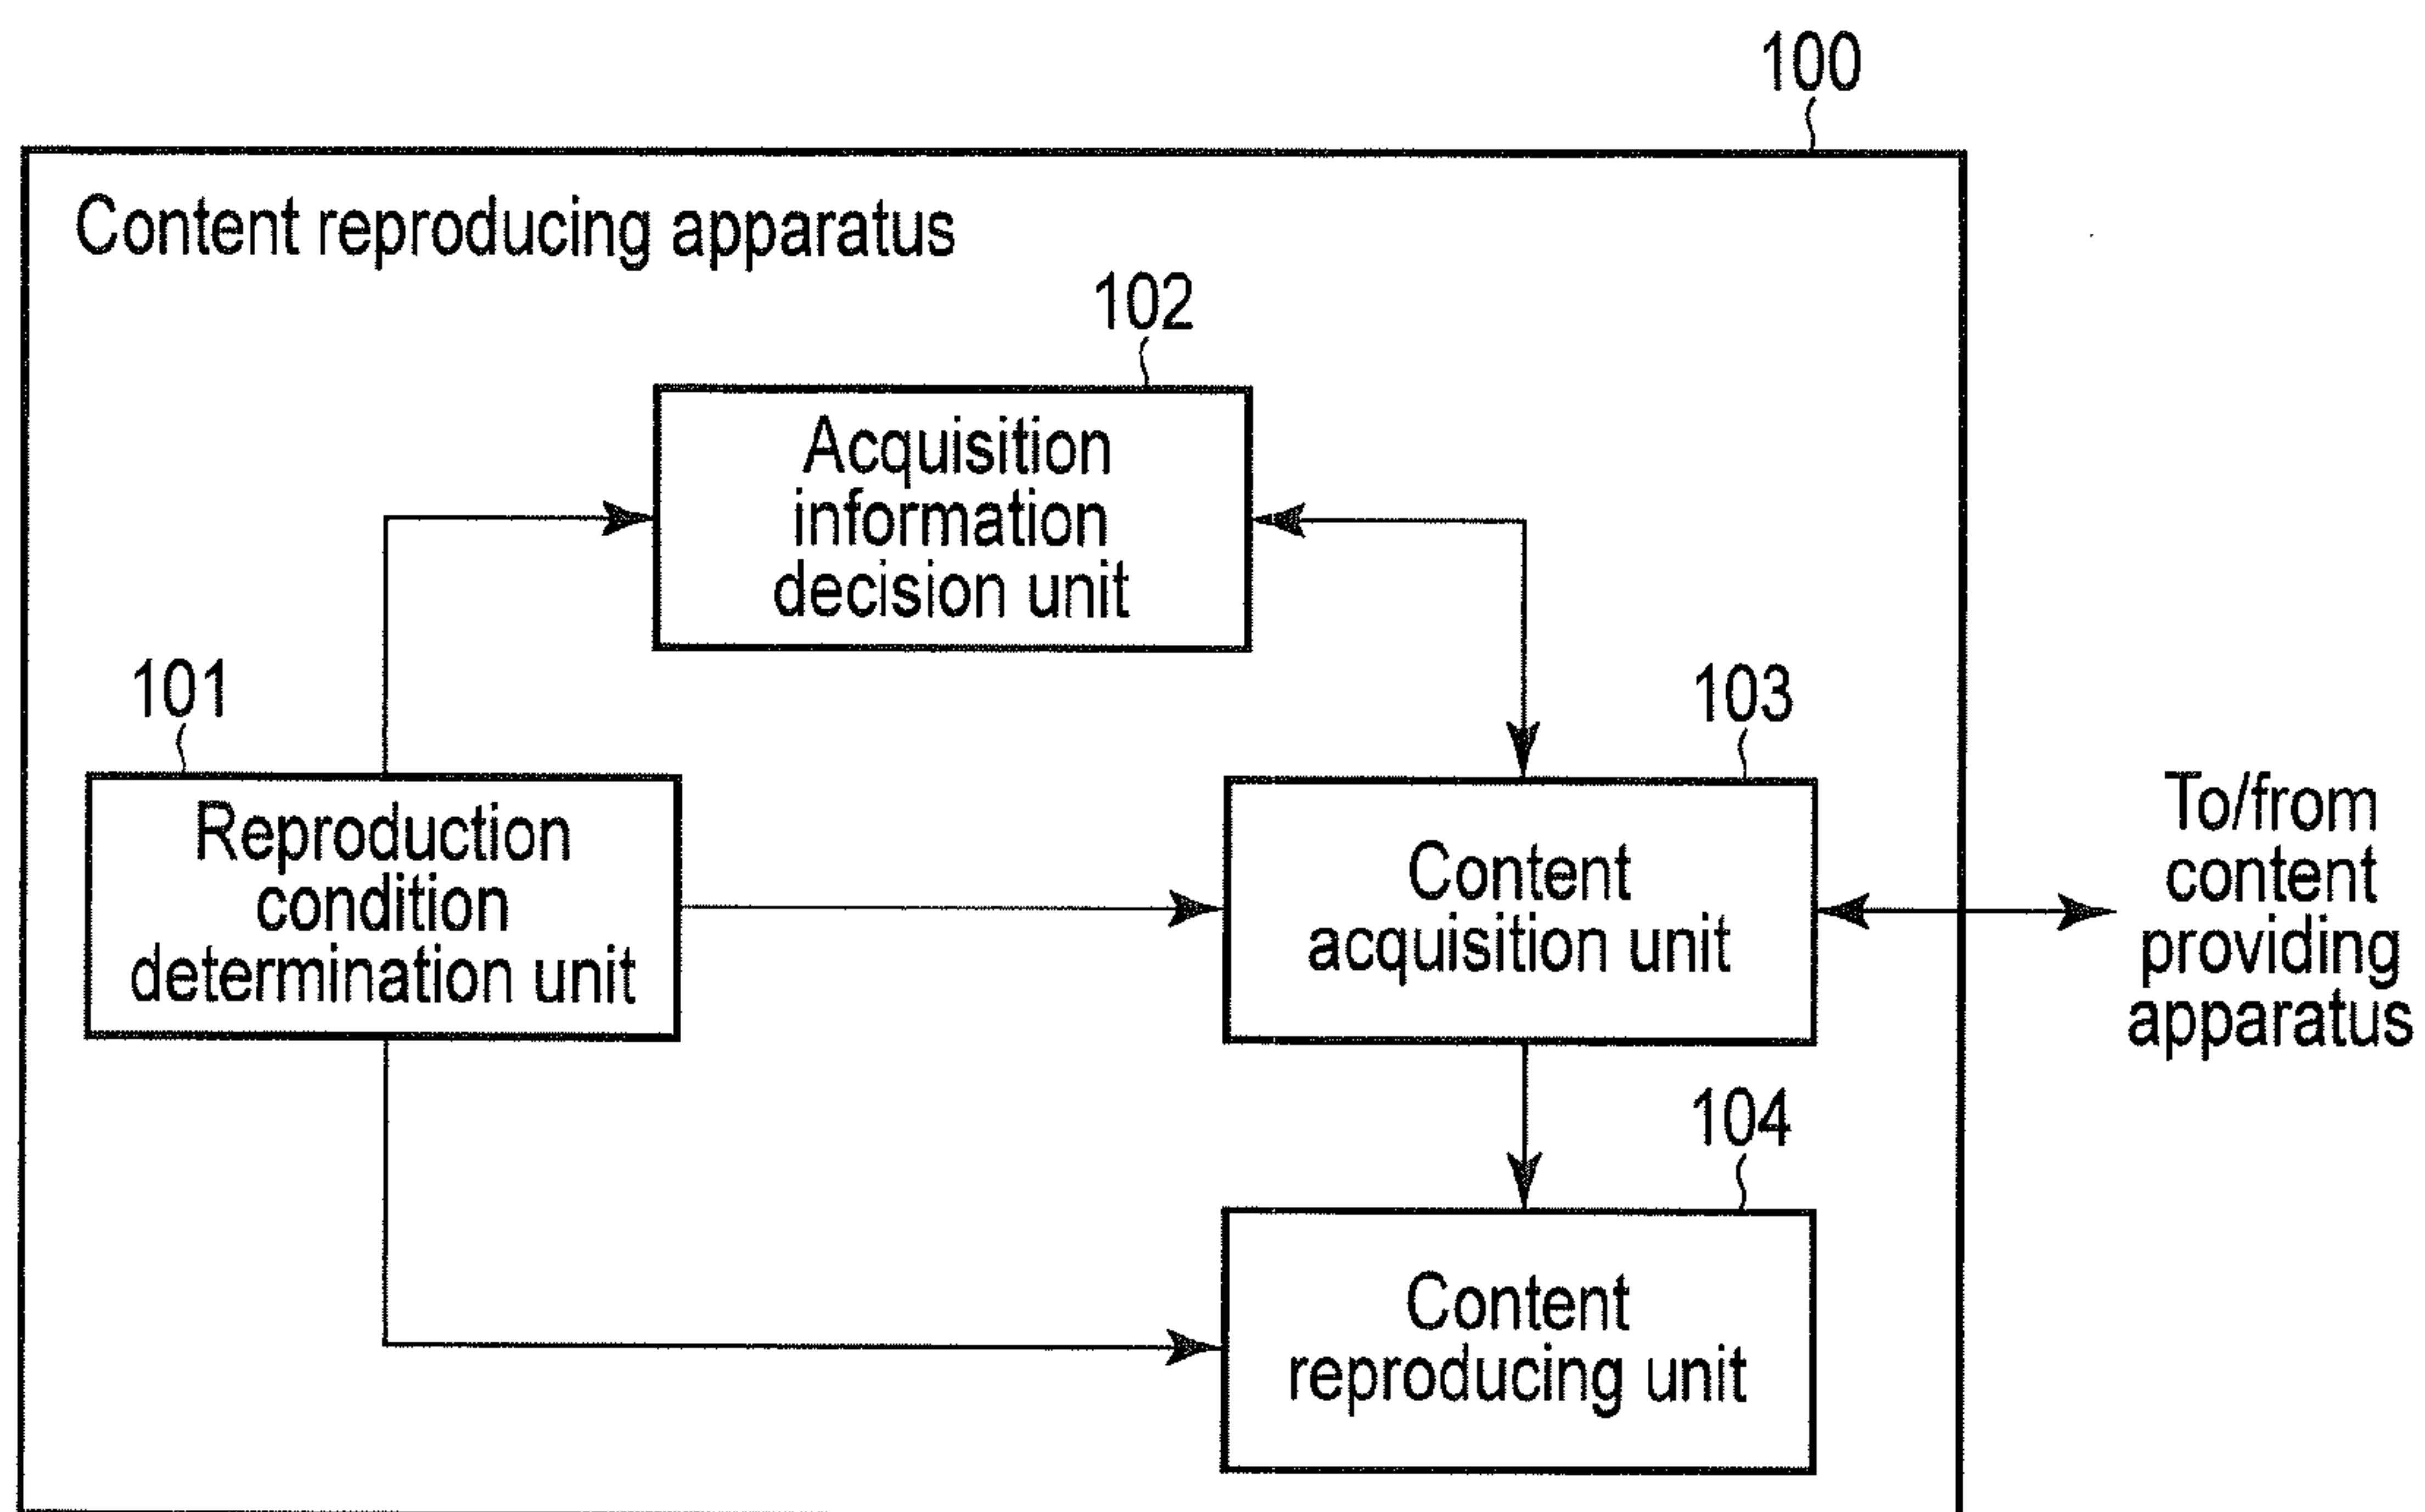 100
Content reproducing apparatus
102
Acquisition
information
decision unit
101
Reproduction
condition
determination unit
103
Content
acquisition unit
To/from
content
providing
apparatus
104
Content
reproducing unit